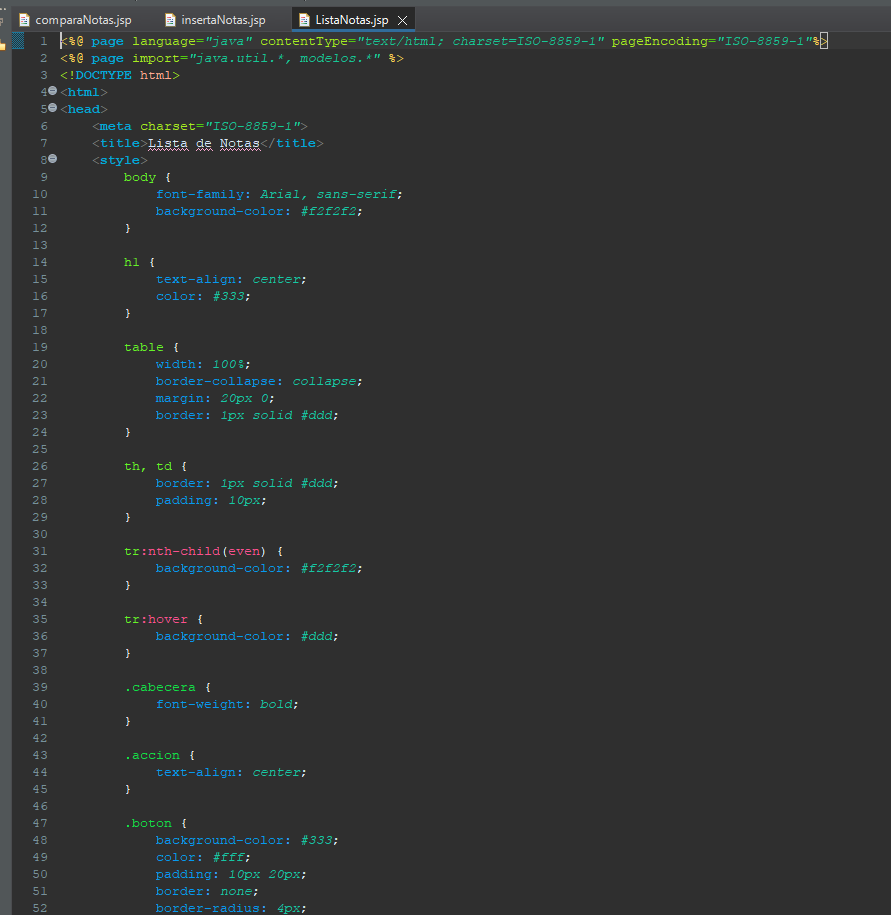 comparaNotas.jsp insertaNotas.jsp ListaNotas.jsp
1 <%@ page language="java" contentType="text/html; charset=ISO-8859-1" pageEncoding="ISO-8859-1"%>
2 <%@ page import="java.util.*, modelos.*" %>
3 <!DOCTYPE html>
4 <html>
5 <head>
6     <meta charset="ISO-8859-1">
7     <title>Lista de Notas</title>
8     <style>
9         body {
10             font-family: Arial, sans-serif;
11             background-color: #f2f2f2;
12         }
13
14         h1 {
15             text-align: center;
16             color: #333;
17         }
18
19         table {
20             width: 100%;
21             border-collapse: collapse;
22             margin: 20px 0;
23             border: 1px solid #ddd;
24         }
25
26         th, td {
27             border: 1px solid #ddd;
28             padding: 10px;
29         }
30
31         tr:nth-child(even) {
32             background-color: #f2f2f2;
33         }
34
35         tr:hover {
36             background-color: #ddd;
37         }
38
39         .cabecera {
40             font-weight: bold;
41         }
42
43         .accion {
44             text-align: center;
45         }
46
47         .boton {
48             background-color: #333;
49             color: #fff;
50             padding: 10px 20px;
51             border: none;
52             border-radius: 4px;